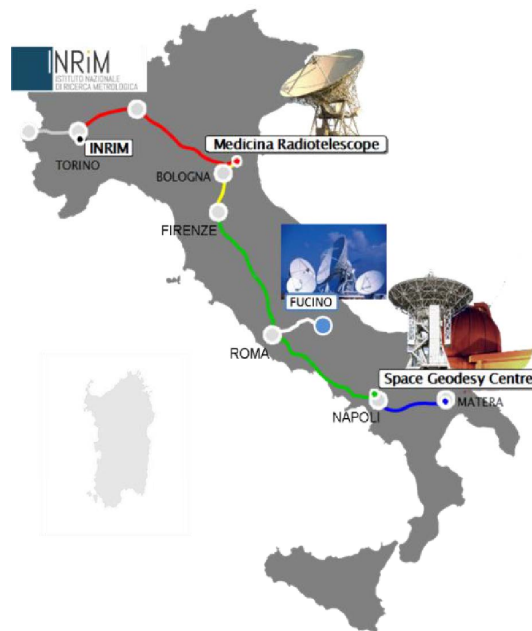 INRiM
ISTITUTO NAZIONALE
DI RICERCA METROLOGICA
INRIM
TORINO
Medicina Radiotelescope
BOLOGNA
FIRENZE
FUCINO
ROMA
Space Geodesy Centre
NAPOLI
MATERA